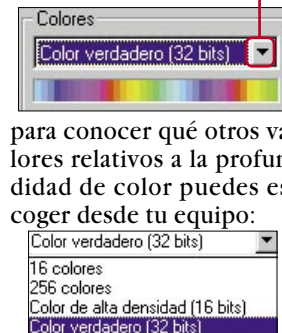 Colores
Color verdadero (32 bits)
para conocer qué otros va
lores relativos a la profun
didad de color puedes es
coger desde tu equipo:
Color verdadero (32 bits)
16 colores
256 colores
Color de alta densidad (16 bits)
Color verdadero (32 bits)